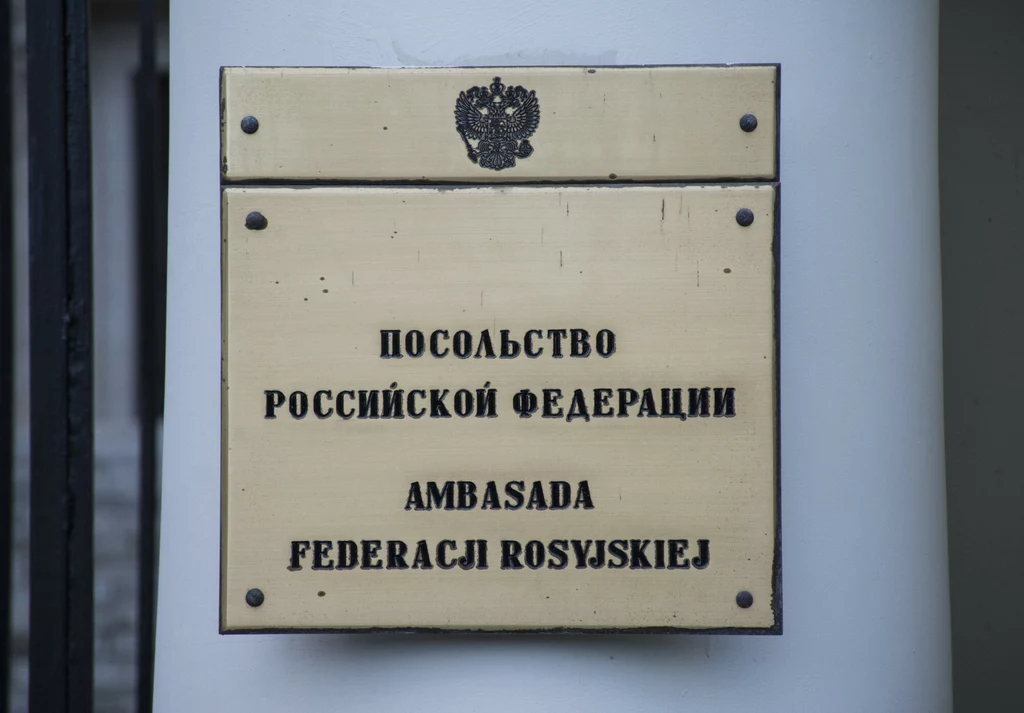 ПОСОЛЬСТВО
РОССИЙСКОЙ ФЕДЕРАЦИИ
AMBASADA
FEDERACJI ROSYJSKIEJ